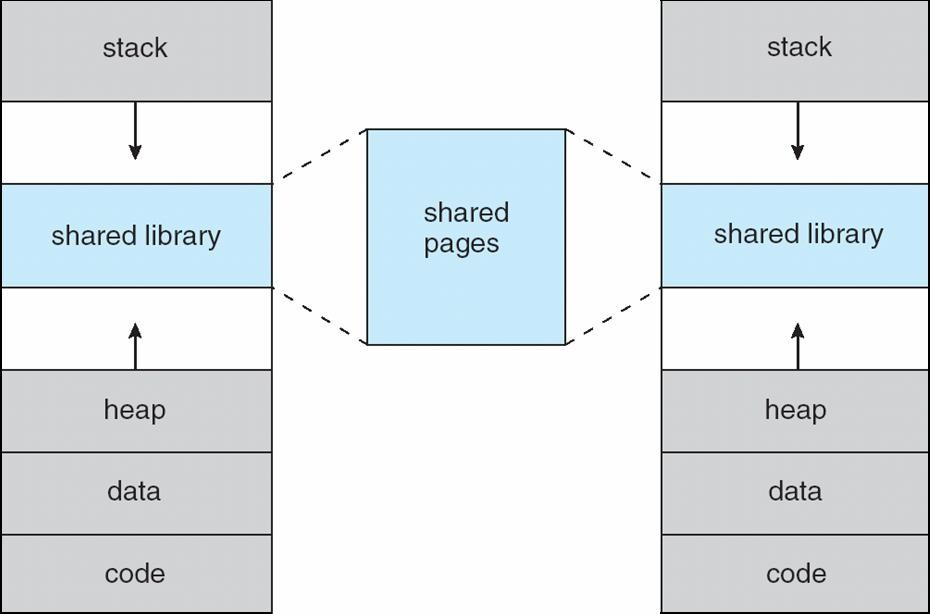 stack
shared library
heap
data
code
shared
pages
stack
shared library
heap
data
code